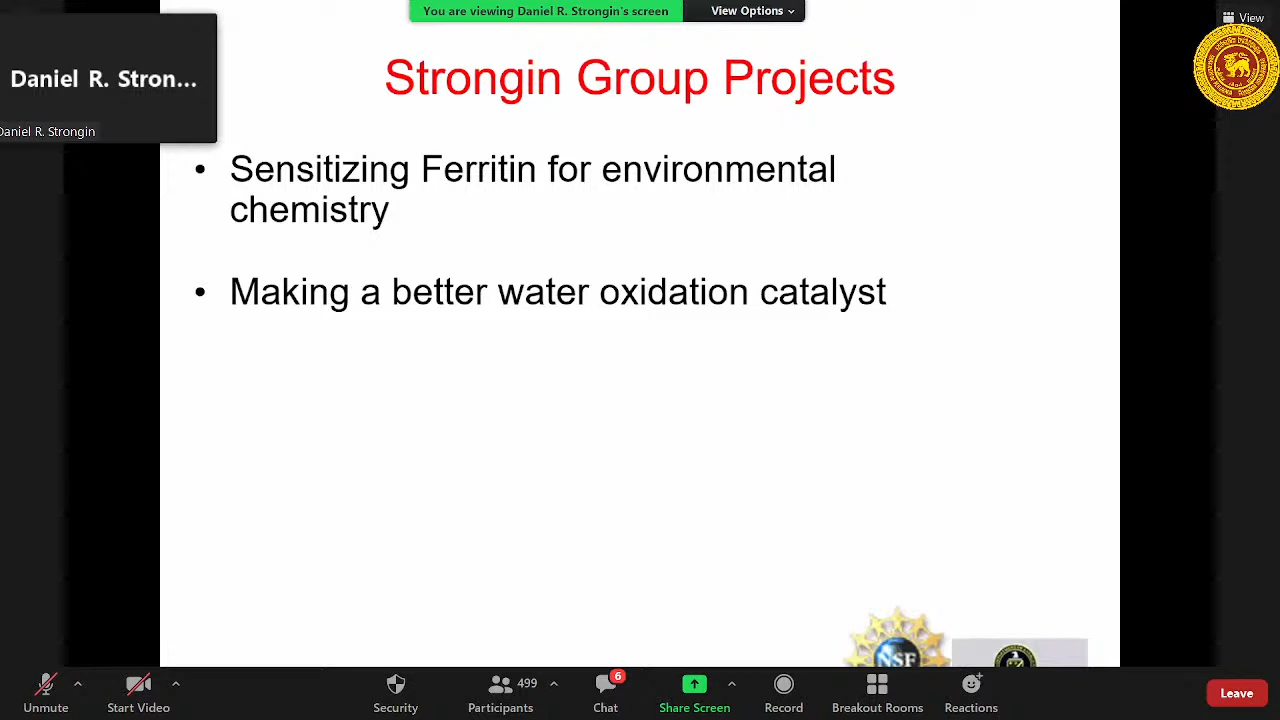 You are viewing Daniel R. Strongin's screen
View Options
View
Daniel R. Stron...
Daniel R. Strongin
Strongin Group Projects
• Sensitizing Ferritin for environmental
chemistry
• Making a better water oxidation catalyst
NSF
Unmute
Start Video
Security
499
Participants
6
Chat
Share Screen
Record
Breakout Rooms
Reactions
Leave